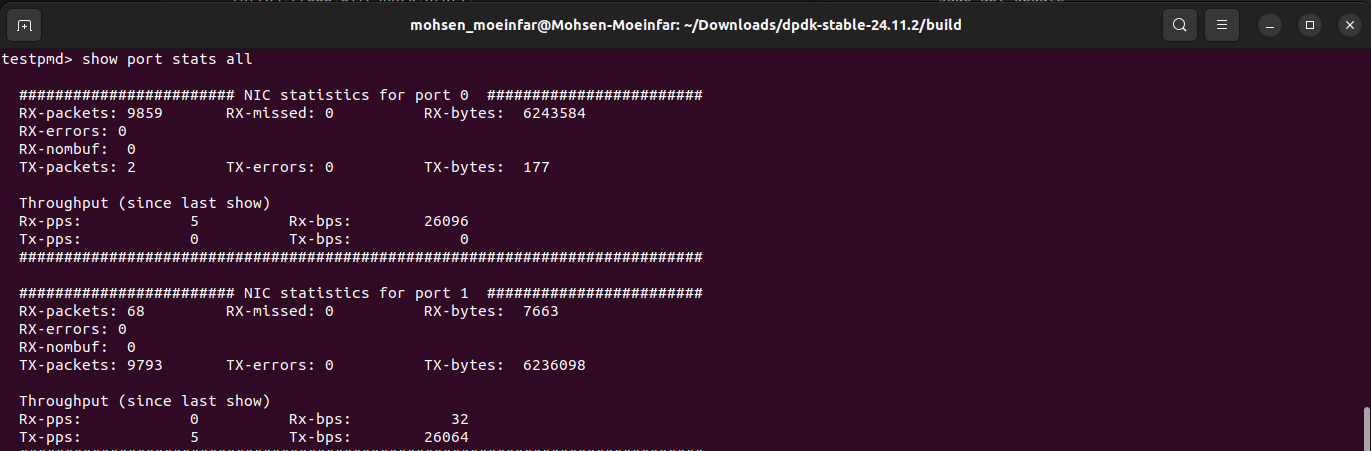 mohsen_moeinfar@Mohsen-Moeinfar: ~/Downloads/dpdk-stable-24.11.2/build
testpmd> show port stats all
######################## NIC statistics for port 0 ########################
RX-packets: 9859 RX-missed: 0 RX-bytes: 6243584
RX-errors: 0
RX-nombuf: 0
TX-packets: 2 TX-errors: 0 TX-bytes: 177
Throughput (since last show)
Rx-pps: 5 Rx-bps: 26096
Tx-pps: 0 Tx-bps: 0
############################################################################
######################## NIC statistics for port 1 ########################
RX-packets: 68 RX-missed: 0 RX-bytes: 7663
RX-errors: 0
RX-nombuf: 0
TX-packets: 9793 TX-errors: 0 TX-bytes: 6236098
Throughput (since last show)
Rx-pps: 0 Rx-bps: 32
Tx-pps: 5 Tx-bps: 26064